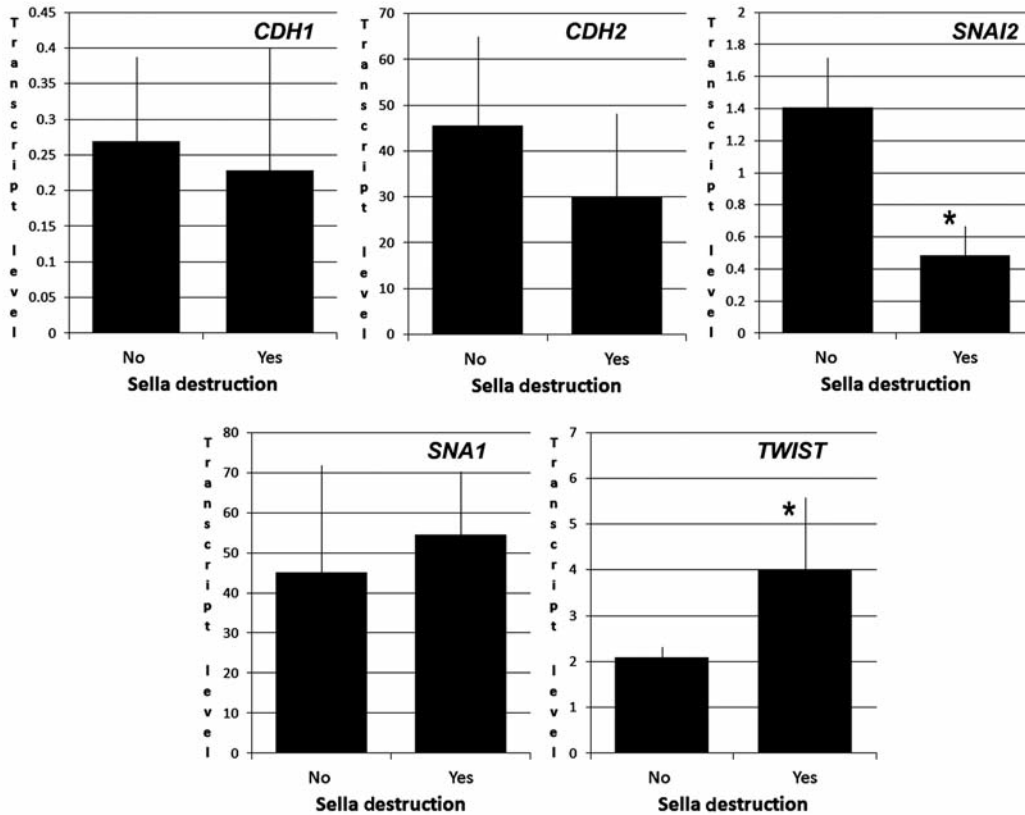 Transcript level
0.45
0.4
0.35
0.3
0.25
0.2
0.15
0.1
0.05
0
CDH1
No Yes
Sella destruction
Transcript level
70
60
50
40
30
20
10
0
CDH2
No Yes
Sella destruction
Transcript level
2
1.8
1.6
1.4
1.2
1
0.8
0.6
0.4
0.2
0
SNAI2
*
No Yes
Sella destruction
Transcript level
80
70
60
50
40
30
20
10
0
SNA1
No Yes
Sella destruction
Transcript level
7
6
5
4
3
2
1
0
TWIST
*
No Yes
Sella destruction